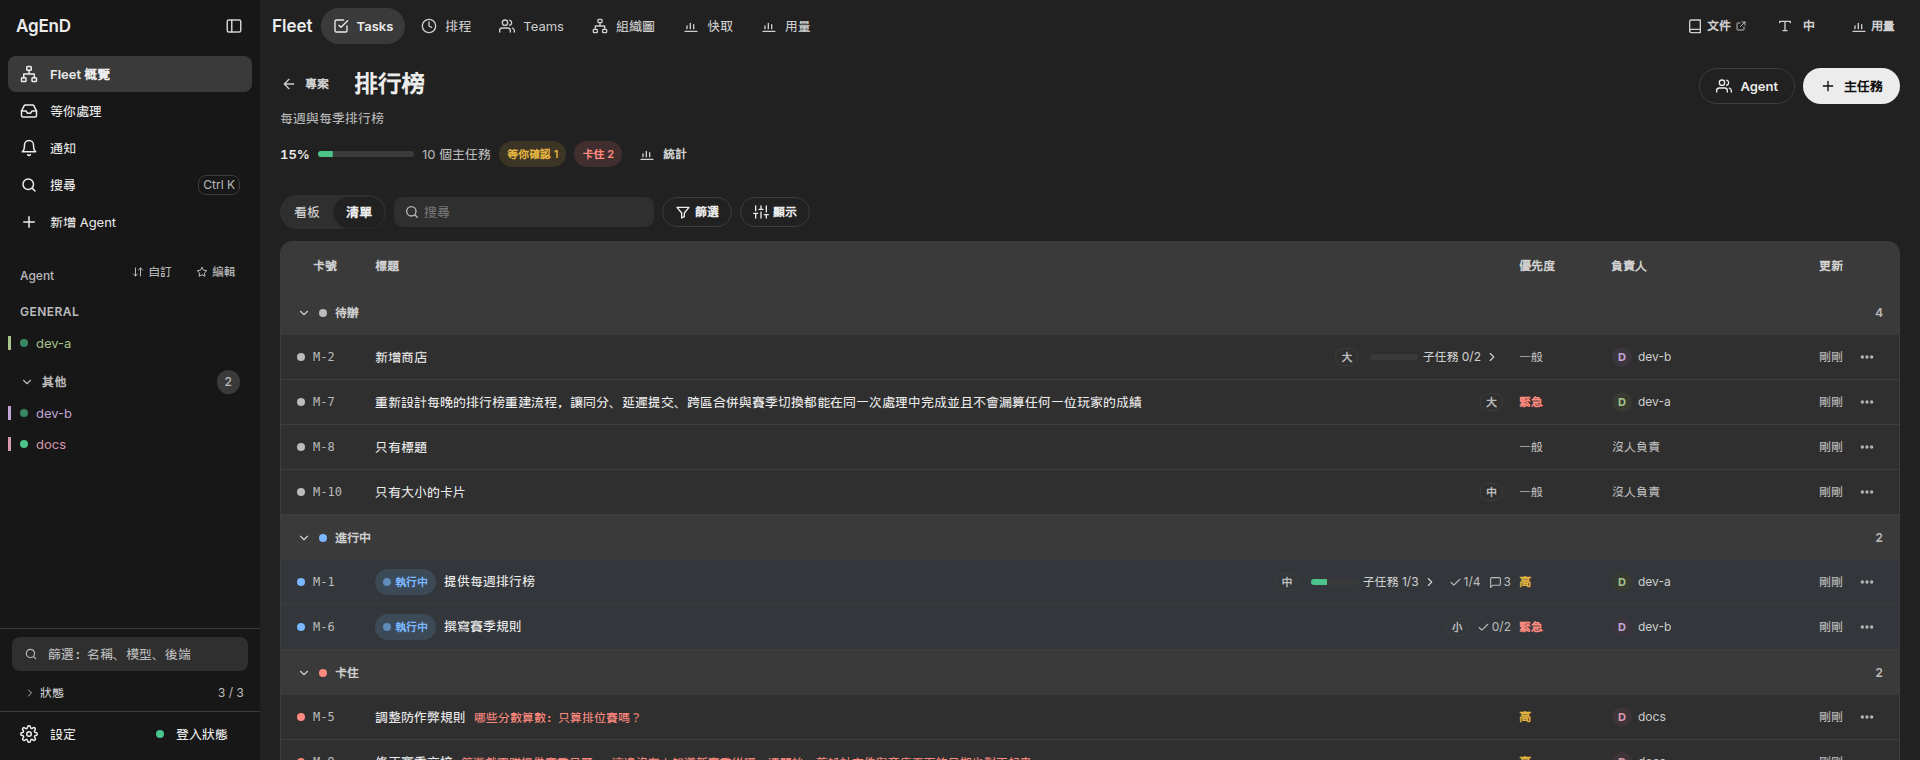 AgEnD
Fleet 概覽
等你處理
通知
搜尋 Ctrl K
新增 Agent
Agent 自訂 編輯
GENERAL
dev-a
其他 2
dev-b
docs
篩選：名稱、模型、後端
狀態 3 / 3
設定 登入狀態
Fleet Tasks 排程 Teams 組織圖 快取 用量
文件 中 用量
專案 排行榜
Agent 主任務
每週與每季排行榜
15% 10 個主任務 等你確認 1 卡住 2 統計
看板 清單 搜尋 篩選 顯示
卡號 標題 優先度 負責人 更新
待辦 4
M-2 新增商店 大 子任務 0/2 一般 D dev-b 剛剛
M-7 重新設計每晚的排行榜重建流程，讓同分、延遲提交、跨區合併與賽季切換都能在同一次處理中完成並且不會漏算任何一位玩家的成績 大 緊急 D dev-a 剛剛
M-8 只有標題 一般 沒人負責 剛剛
M-10 只有大小的卡片 中 一般 沒人負責 剛剛
進行中 2
M-1 執行中 提供每週排行榜 中 子任務 1/3 1/4 3 高 D dev-a 剛剛
M-6 執行中 撰寫賽季規則 小 0/2 緊急 D dev-b 剛剛
卡住 2
M-5 調整防作弊規則 哪些分數算數：只算排位賽嗎？ 高 D docs 剛剛